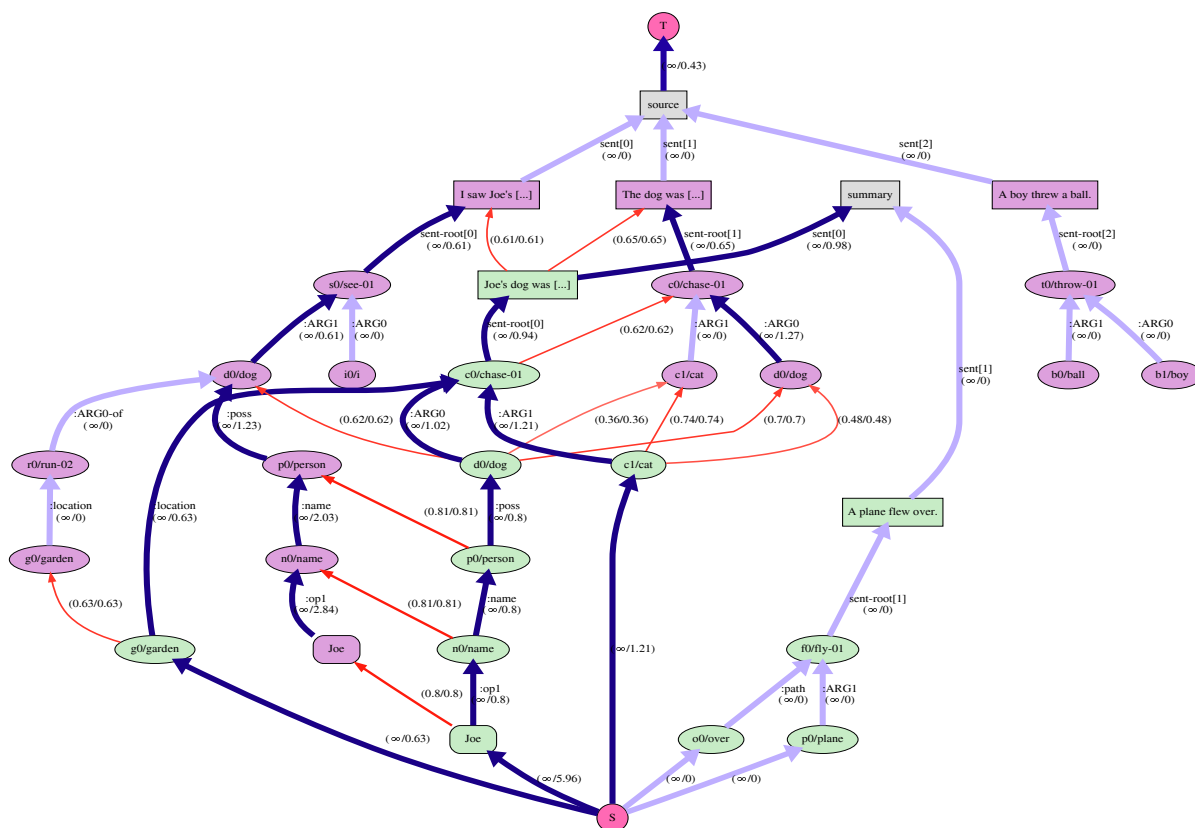 T
(∞/0.43)
source
sent[0]
(∞/0)
sent[1]
(∞/0)
sent[2]
(∞/0)
I saw Joe's [...]
The dog was [...]
summary
A boy threw a ball.
sent-root[0]
(∞/0.61)
(0.61/0.61)
(0.65/0.65)
sent-root[1]
(∞/0.65)
sent[0]
(∞/0.98)
sent-root[2]
(∞/0)
s0/see-01
Joe's dog was [...]
c0/chase-01
t0/throw-01
:ARG1
(∞/0.61)
:ARG0
(∞/0)
sent-root[0]
(∞/0.94)
(0.62/0.62)
:ARG1
(∞/0)
:ARG0
(∞/1.27)
:ARG1
(∞/0)
:ARG0
(∞/0)
d0/dog
i0/i
c0/chase-01
c1/cat
d0/dog
sent[1]
(∞/0)
b0/ball
b1/boy
:ARG0-of
(∞/0)
:poss
(∞/1.23)
(0.62/0.62)
:ARG0
(∞/1.02)
:ARG1
(∞/1.21)
(0.36/0.36)
(0.74/0.74)
(0.7/0.7)
(0.48/0.48)
r0/run-02
p0/person
d0/dog
c1/cat
:location
(∞/0)
:location
(∞/0.63)
:name
(∞/2.03)
(0.81/0.81)
:poss
(∞/0.8)
A plane flew over.
g0/garden
n0/name
p0/person
(0.63/0.63)
:op1
(∞/2.84)
(0.81/0.81)
:name
(∞/0.8)
sent-root[1]
(∞/0)
g0/garden
Joe
n0/name
(∞/1.21)
f0/fly-01
(0.8/0.8)
:op1
(∞/0.8)
:path
(∞/0)
:ARG1
(∞/0)
(∞/0.63)
Joe
o0/over
p0/plane
(∞/5.96)
(∞/0)
(∞/0)
S